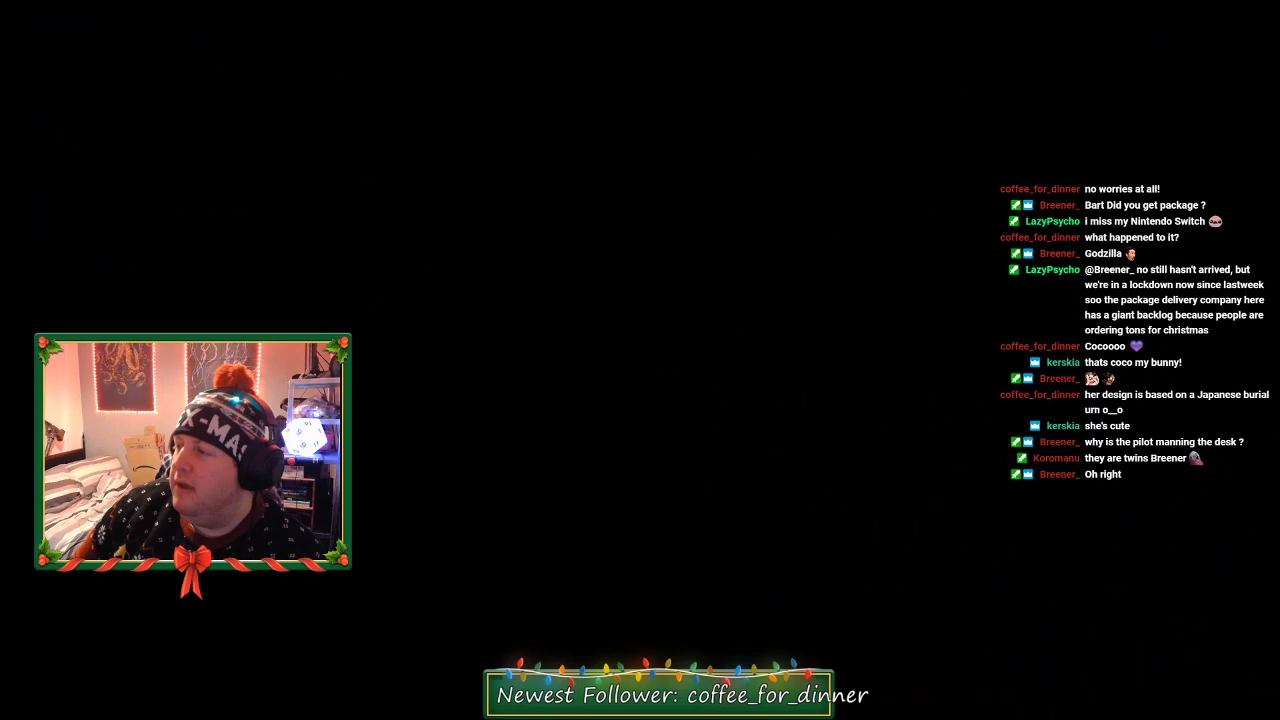 coffee_for_dinner no worries at all!
Breener_ Bart Did you get package ?
LazyPsycho i miss my Nintendo Switch
coffee_for_dinner what happened to it?
Breener_ Godzilla
LazyPsycho @Breener_ no still hasn't arrived, but
we're in a lockdown now since lastweek
soo the package delivery company here
has a giant backlog because people are
ordering tons for christmas
coffee_for_dinner Cocoooo
kerskia thats coco my bunny!
Breener_
coffee_for_dinner her design is based on a Japanese burial
urn o__o
kerskia she's cute
Breener_ why is the pilot manning the desk ?
Koromanu they are twins Breener
Breener_ Oh right
X-MAS
Newest Follower: coffee_for_dinner